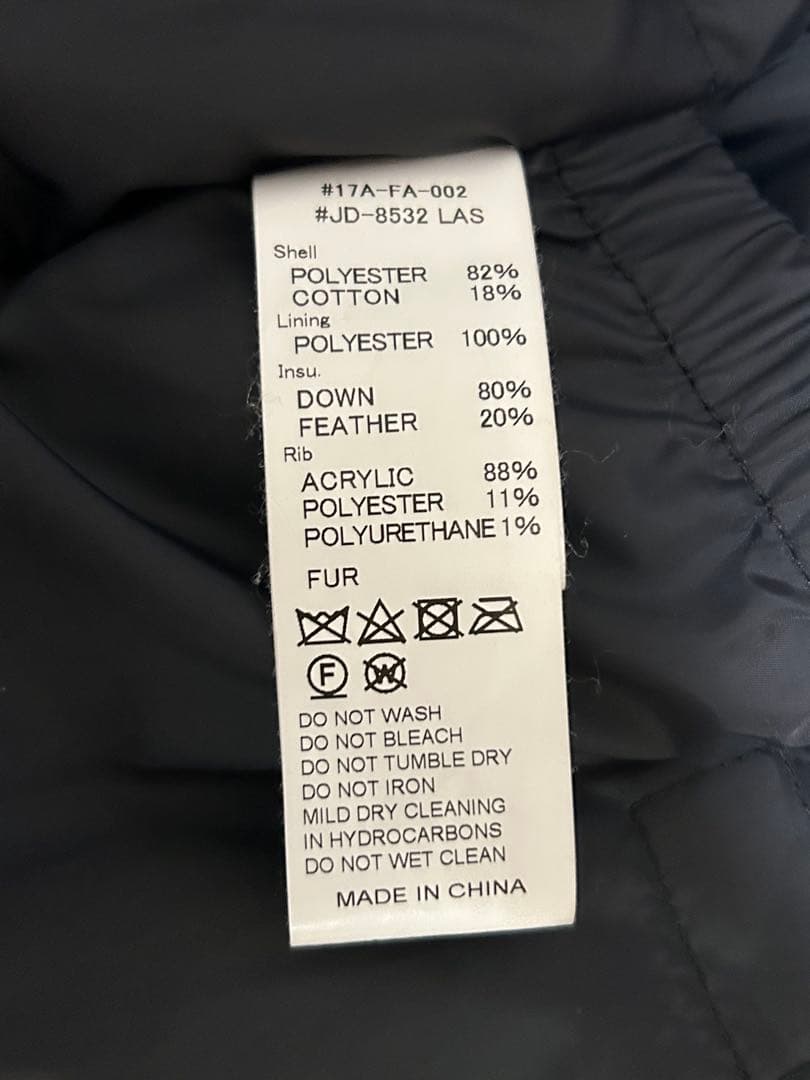 #17A-FA-002
#JD-8532 LAS
Shell
POLYESTER 82%
COTTON 18%
Lining
POLYESTER 100%
Insu.
DOWN 80%
FEATHER 20%
Rib
ACRYLIC 88%
POLYESTER 11%
POLYURETHANE 1%
FUR
F W
DO NOT WASH
DO NOT BLEACH
DO NOT TUMBLE DRY
DO NOT IRON
MILD DRY CLEANING
IN HYDROCARBONS
DO NOT WET CLEAN
MADE IN CHINA